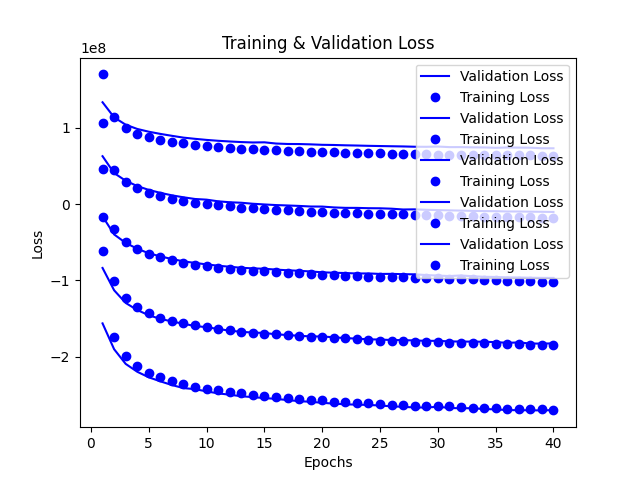 Training & Validation Loss
1e8
Validation Loss
Training Loss
Validation Loss
Training Loss
Validation Loss
Training Loss
Validation Loss
Training Loss
Validation Loss
Training Loss
1
0
−1
−2
Loss
0 5 10 15 20 25 30 35 40
Epochs